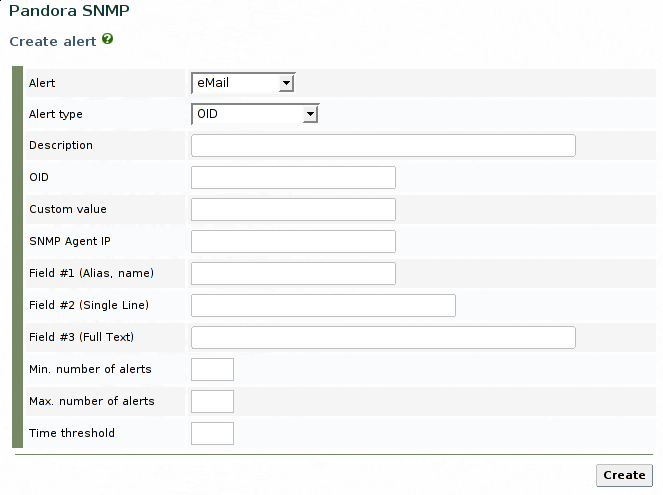 Pandora SNMP
Create alert
Alert eMail
Alert type OID
Description
OID
Custom value
SNMP Agent IP
Field #1 (Alias, name)
Field #2 (Single Line)
Field #3 (Full Text)
Min. number of alerts
Max. number of alerts
Time threshold
Create